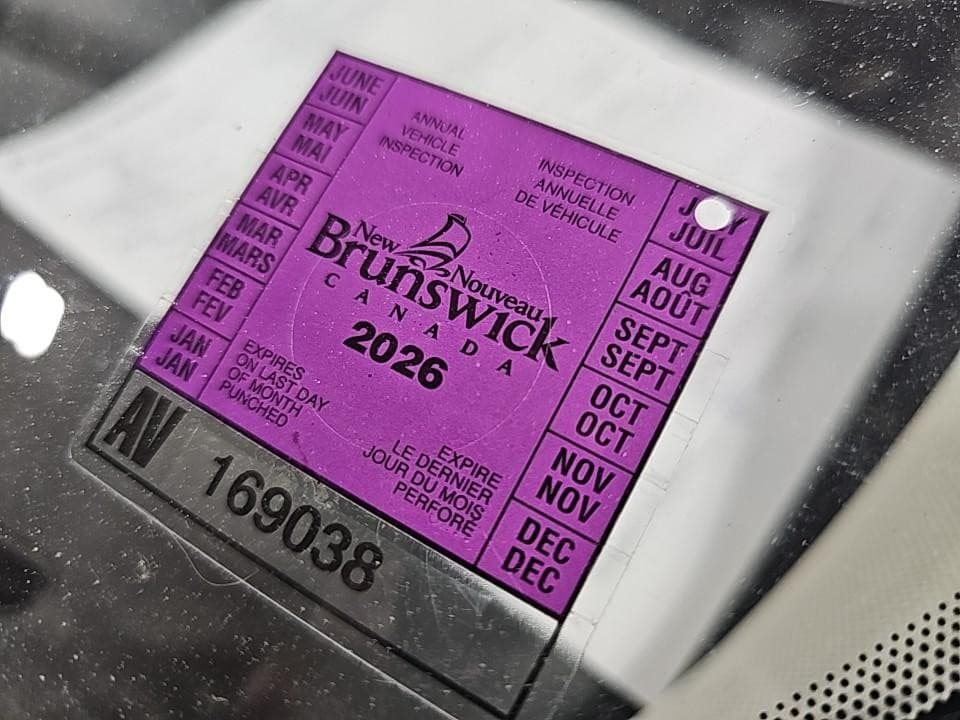 JUNE
JUIN
MAY
MAI
APR
AVR
MAR
MARS
FEB
FEV
JAN
JAN
ANNUAL
VEHICLE
INSPECTION
INSPECTION
ANNUELLE
DE VÉHICULE
New Nouveau
Brunswick
CANADA
2026
EXPIRES
ON LAST DAY
OF MONTH
PUNCHED
EXPIRE
LE DERNIER
JOUR DU MOIS
PERFORÉ
JUIL
AUG
AOÛT
SEPT
SEPT
OCT
OCT
NOV
NOV
DEC
DEC
AV 169038